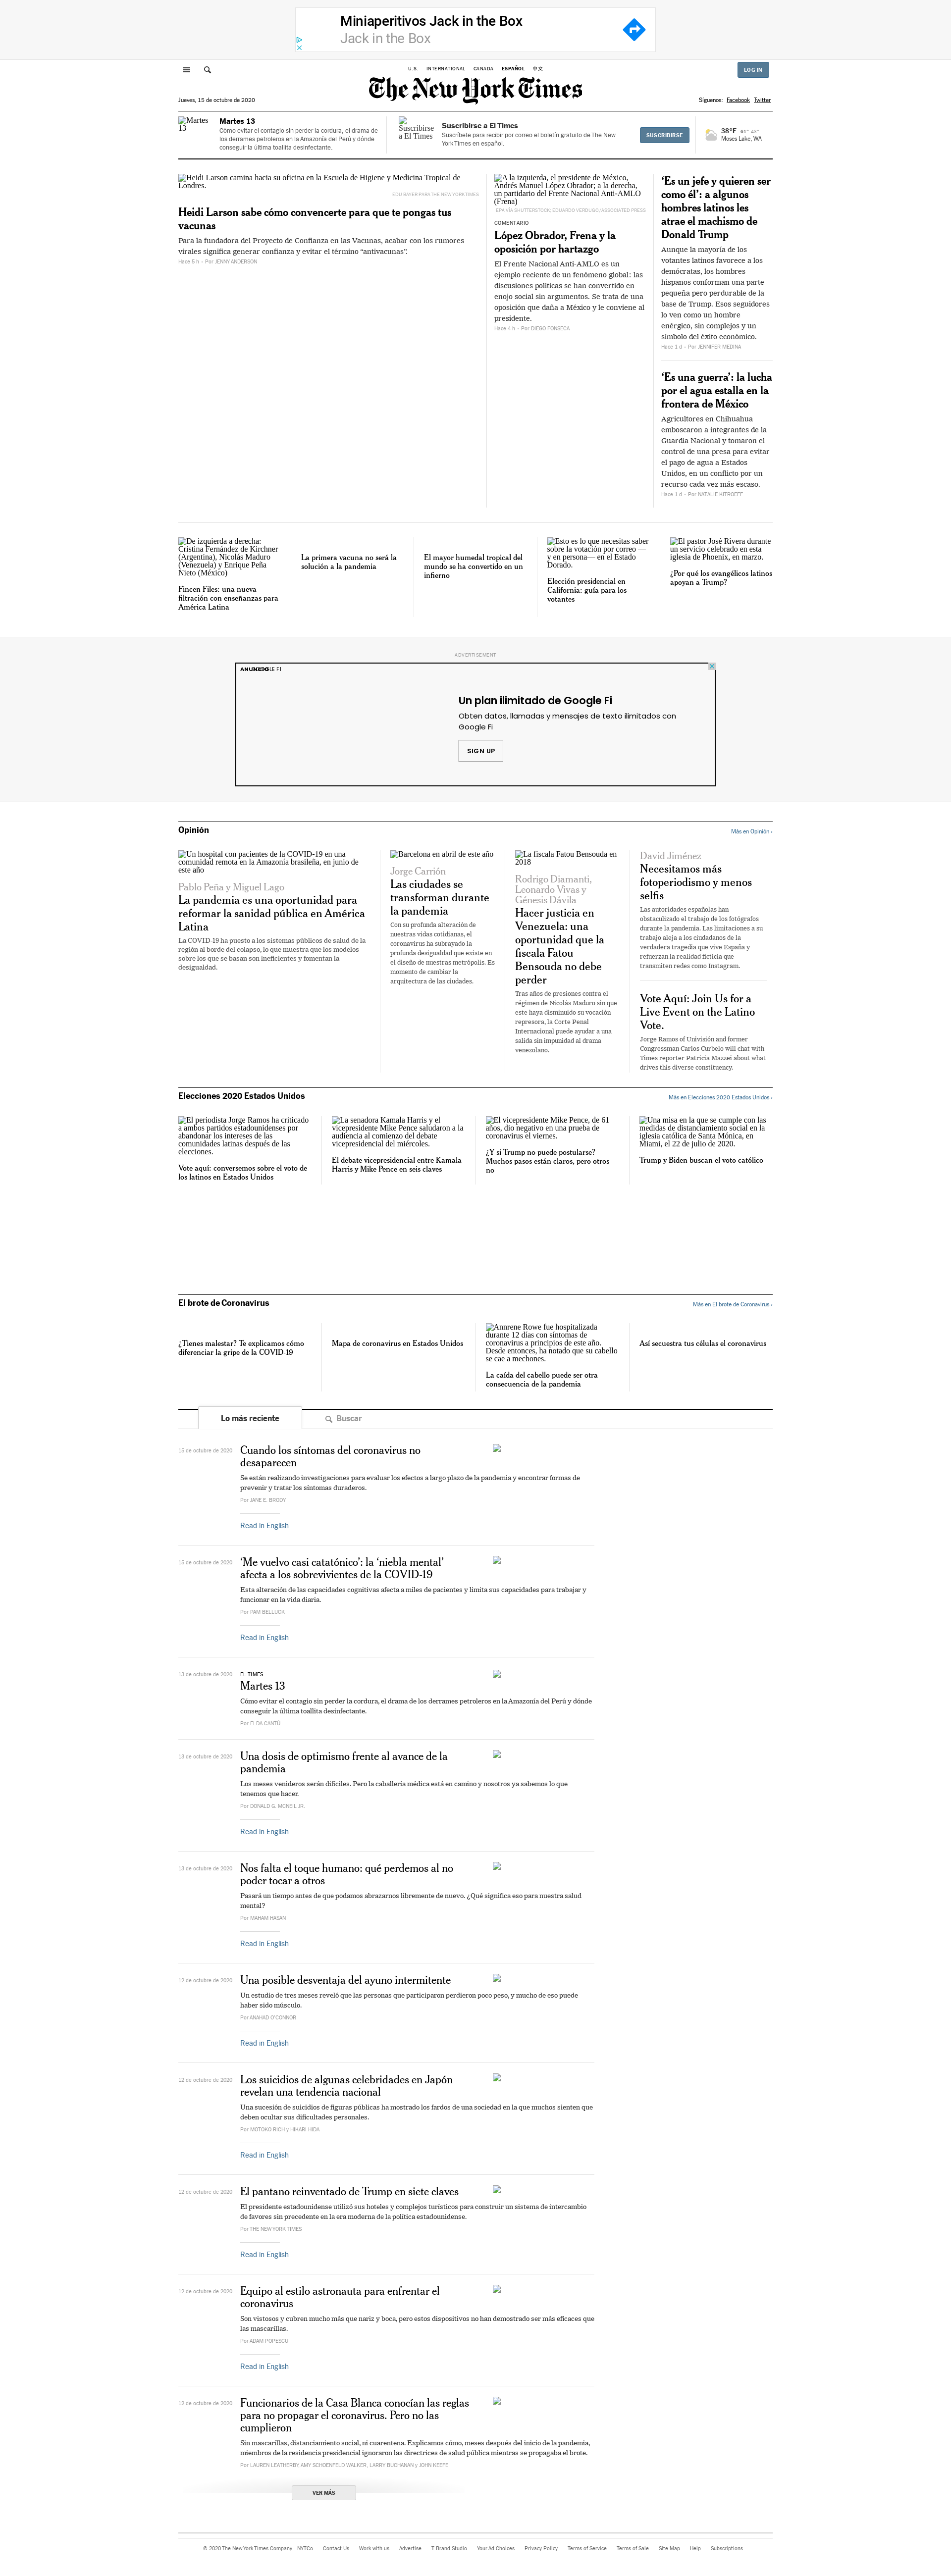 Miniaperitivos Jack in the Box
Jack in the Box
U.S.
INTERNATIONAL
CANADA
ESPAÑOL
中文
LOG IN
The New York Times
Jueves, 15 de octubre de 2020
Síguenos:
Facebook
Twitter
Martes
13
Martes 13
Cómo evitar el contagio sin perder la cordura, el drama de
los derrames petroleros en la Amazonía del Perú y dónde
conseguir la última toallita desinfectante.
Suscribirse
a El Times
Suscribirse a El Times
Suscríbete para recibir por correo el boletín gratuito de The New
York Times en español.
SUSCRIBIRSE
38°F 61° 45°
Moses Lake, WA
Heidi Larson camina hacia su oficina en la Escuela de Higiene y Medicina Tropical de
Londres.
EDU BAYER PARA THE NEW YORK TIMES
Heidi Larson sabe cómo convencerte para que te pongas tus
vacunas
Para la fundadora del Proyecto de Confianza en las Vacunas, acabar con los rumores
virales significa generar confianza y evitar el término “antivacunas”.
Hace 5 h - Por JENNY ANDERSON
A la izquierda, el presidente de México,
Andrés Manuel López Obrador; a la derecha,
un partidario del Frente Nacional Anti-AMLO
(Frena)
EPA VÍA SHUTTERSTOCK; EDUARDO VERDUGO/ASSOCIATED PRESS
COMENTARIO
López Obrador, Frena y la
oposición por hartazgo
El Frente Nacional Anti-AMLO es un
ejemplo reciente de un fenómeno global: las
discusiones políticas se han convertido en
enojo social sin argumentos. Se trata de una
oposición que daña a México y le conviene al
presidente.
Hace 4 h - Por DIEGO FONSECA
‘Es un jefe y quieren ser
como él’: a algunos
hombres latinos les
atrae el machismo de
Donald Trump
Aunque la mayoría de los
votantes latinos favorece a los
demócratas, los hombres
hispanos conforman una parte
pequeña pero perdurable de la
base de Trump. Esos seguidores
lo ven como un hombre
enérgico, sin complejos y un
símbolo del éxito económico.
Hace 1 d - Por JENNIFER MEDINA
‘Es una guerra’: la lucha
por el agua estalla en la
frontera de México
Agricultores en Chihuahua
emboscaron a integrantes de la
Guardia Nacional y tomaron el
control de una presa para evitar
el pago de agua a Estados
Unidos, en un conflicto por un
recurso cada vez más escaso.
Hace 1 d - Por NATALIE KITROEFF
De izquierda a derecha:
Cristina Fernández de Kirchner
(Argentina), Nicolás Maduro
(Venezuela) y Enrique Peña
Nieto (México)
Fincen Files: una nueva
filtración con enseñanzas para
América Latina
La primera vacuna no será la
solución a la pandemia
El mayor humedal tropical del
mundo se ha convertido en un
infierno
Esto es lo que necesitas saber
sobre la votación por correo —
y en persona— en el Estado
Dorado.
Elección presidencial en
California: guía para los
votantes
El pastor José Rivera durante
un servicio celebrado en esta
iglesia de Phoenix, en marzo.
¿Por qué los evangélicos latinos
apoyan a Trump?
ADVERTISEMENT
ANUNCIO
Un plan ilimitado de Google Fi
Obten datos, llamadas y mensajes de texto ilimitados con
Google Fi
SIGN UP
Opinión
Más en Opinión ›
Un hospital con pacientes de la COVID-19 en una
comunidad remota en la Amazonía brasileña, en junio de
este año
Pablo Peña y Miguel Lago
La pandemia es una oportunidad para
reformar la sanidad pública en América
Latina
La COVID-19 ha puesto a los sistemas públicos de salud de la
región al borde del colapso, lo que muestra que los modelos
sobre los que se basan son ineficientes y fomentan la
desigualdad.
Barcelona en abril de este año
Jorge Carrión
Las ciudades se
transforman durante
la pandemia
Con su profunda alteración de
nuestras vidas cotidianas, el
coronavirus ha subrayado la
profunda desigualdad que existe en
el diseño de nuestras metrópolis. Es
momento de cambiar la
arquitectura de las ciudades.
La fiscala Fatou Bensouda en
2018
Rodrigo Diamanti,
Leonardo Vivas y
Génesis Dávila
Hacer justicia en
Venezuela: una
oportunidad que la
fiscala Fatou
Bensouda no debe
perder
Tras años de presiones contra el
régimen de Nicolás Maduro sin que
este haya disminuido su vocación
represora, la Corte Penal
Internacional puede ayudar a una
salida sin impunidad al drama
venezolano.
David Jiménez
Necesitamos más
fotoperiodismo y menos
selfis
Las autoridades españolas han
obstaculizado el trabajo de los fotógrafos
durante la pandemia. Las limitaciones a su
trabajo aleja a los ciudadanos de la
verdadera tragedia que vive España y
refuerzan la realidad ficticia que
transmiten redes como Instagram.
Vote Aquí: Join Us for a
Live Event on the Latino
Vote.
Jorge Ramos of Univisión and former
Congressman Carlos Curbelo will chat with
Times reporter Patricia Mazzei about what
drives this diverse constituency.
Elecciones 2020 Estados Unidos
Más en Elecciones 2020 Estados Unidos ›
El periodista Jorge Ramos ha criticado
a ambos partidos estadounidenses por
abandonar los intereses de las
comunidades latinas después de las
elecciones.
Vote aquí: conversemos sobre el voto de
los latinos en Estados Unidos
La senadora Kamala Harris y el
vicepresidente Mike Pence saludaron a la
audiencia al comienzo del debate
vicepresidencial del miércoles.
El debate vicepresidencial entre Kamala
Harris y Mike Pence en seis claves
El vicepresidente Mike Pence, de 61
años, dio negativo en una prueba de
coronavirus el viernes.
¿Y si Trump no puede postularse?
Muchos pasos están claros, pero otros
no
Una misa en la que se cumple con las
medidas de distanciamiento social en la
iglesia católica de Santa Mónica, en
Miami, el 22 de julio de 2020.
Trump y Biden buscan el voto católico
El brote de Coronavirus
Más en El brote de Coronavirus ›
¿Tienes malestar? Te explicamos cómo
diferenciar la gripe de la COVID-19
Mapa de coronavirus en Estados Unidos
Annrene Rowe fue hospitalizada
durante 12 días con síntomas de
coronavirus a principios de este año.
Desde entonces, ha notado que su cabello
se cae a mechones.
La caída del cabello puede ser otra
consecuencia de la pandemia
Así secuestra tus células el coronavirus
Lo más reciente
Buscar
15 de octubre de 2020
Cuando los síntomas del coronavirus no
desaparecen
Se están realizando investigaciones para evaluar los efectos a largo plazo de la pandemia y encontrar formas de
prevenir y tratar los síntomas duraderos.
Por JANE E. BRODY
Read in English
15 de octubre de 2020
‘Me vuelvo casi catatónico’: la ‘niebla mental’
afecta a los sobrevivientes de la COVID-19
Esta alteración de las capacidades cognitivas afecta a miles de pacientes y limita sus capacidades para trabajar y
funcionar en la vida diaria.
Por PAM BELLUCK
Read in English
13 de octubre de 2020
EL TIMES
Martes 13
Cómo evitar el contagio sin perder la cordura, el drama de los derrames petroleros en la Amazonía del Perú y dónde
conseguir la última toallita desinfectante.
Por ELDA CANTÚ
13 de octubre de 2020
Una dosis de optimismo frente al avance de la
pandemia
Los meses venideros serán difíciles. Pero la caballería médica está en camino y nosotros ya sabemos lo que
tenemos que hacer.
Por DONALD G. MCNEIL JR.
Read in English
13 de octubre de 2020
Nos falta el toque humano: qué perdemos al no
poder tocar a otros
Pasará un tiempo antes de que podamos abrazarnos libremente de nuevo. ¿Qué significa eso para nuestra salud
mental?
Por MAHAM HASAN
Read in English
12 de octubre de 2020
Una posible desventaja del ayuno intermitente
Un estudio de tres meses reveló que las personas que participaron perdieron poco peso, y mucho de eso puede
haber sido músculo.
Por ANAHAD O'CONNOR
Read in English
12 de octubre de 2020
Los suicidios de algunas celebridades en Japón
revelan una tendencia nacional
Una sucesión de suicidios de figuras públicas ha mostrado los fardos de una sociedad en la que muchos sienten que
deben ocultar sus dificultades personales.
Por MOTOKO RICH y HIKARI HIDA
Read in English
12 de octubre de 2020
El pantano reinventado de Trump en siete claves
El presidente estadounidense utilizó sus hoteles y complejos turísticos para construir un sistema de intercambio
de favores sin precedente en la era moderna de la política estadounidense.
Por THE NEW YORK TIMES
Read in English
12 de octubre de 2020
Equipo al estilo astronauta para enfrentar el
coronavirus
Son vistosos y cubren mucho más que nariz y boca, pero estos dispositivos no han demostrado ser más eficaces que
las mascarillas.
Por ADAM POPESCU
Read in English
12 de octubre de 2020
Funcionarios de la Casa Blanca conocían las reglas
para no propagar el coronavirus. Pero no las
cumplieron
Sin mascarillas, distanciamiento social, ni cuarentena. Explicamos cómo, meses después del inicio de la pandemia,
miembros de la residencia presidencial ignoraron las directrices de salud pública mientras se propagaba el brote.
Por LAUREN LEATHERBY, AMY SCHOENFELD WALKER, LARRY BUCHANAN y JOHN KEEFE
VER MÁS
© 2020 The New York Times Company
NYTCo
Contact Us
Work with us
Advertise
T Brand Studio
Your Ad Choices
Privacy Policy
Terms of Service
Terms of Sale
Site Map
Help
Subscriptions